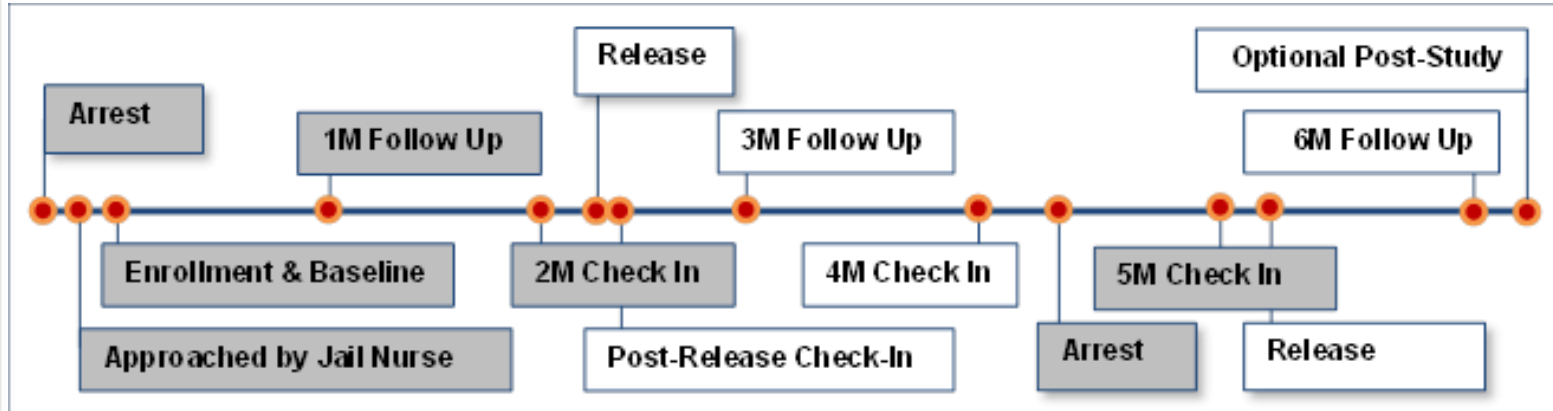 Release
Optional Post-Study
Arrest
1M Follow Up
3M Follow Up
6M Follow Up
Enrollment & Baseline
2M Check In
4M Check In
5M Check In
Approached by Jail Nurse
Post-Release Check-In
Arrest
Release